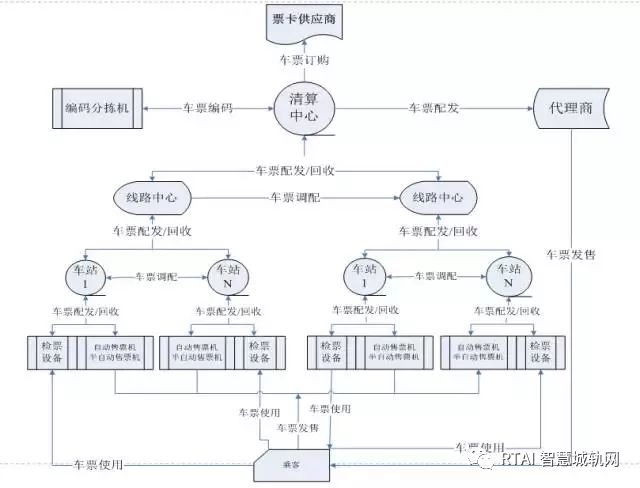 票卡供应商
车票订购
编码分拣机
车票编码
清算
中心
车票配发
代理商
车票配发/回收
线路中心
车票调配
线路中心
车票配发/回收
车票配发/回收
车票发售
车站
1
车票调配
车站
N
车站
1
车票调配
车站
N
车票配发/回收
车票配发/回收
车票配发/回收
车票配发/回收
检票
设备
自动售票机
半自动售票机
自动售票机
半自动售票机
检票
设备
检票
设备
自动售票机
半自动售票机
自动售票机
半自动售票机
检票
设备
车票使用
车票使用
车票发售
车票使用
车票使用
乘客
RTAI 智慧城轨网